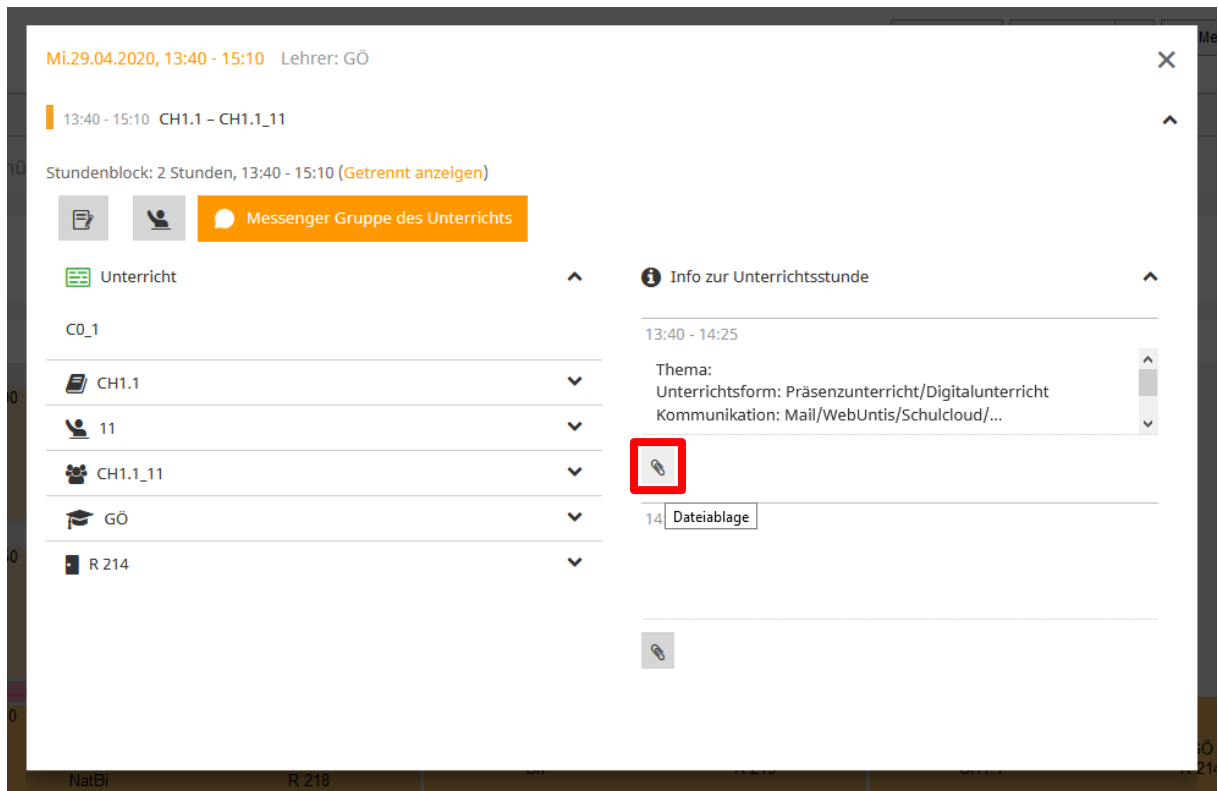 Mi.29.04.2020, 13:40 - 15:10 Lehrer: GÖ
13:40 - 15:10 CH1.1 – CH1.1_11
Stundenblock: 2 Stunden, 13:40 - 15:10 (Getrennt anzeigen)
Messenger Gruppe des Unterrichts
Unterricht
C0_1
CH1.1
11
CH1.1_11
GÖ
R 214
Info zur Unterrichtsstunde
13:40 - 14:25
Thema:
Unterrichtsform: Präsenzunterricht/Digitalunterricht
Kommunikation: Mail/WebUntis/Schulcloud/...
14:
Dateiablage
NatBi R 218
GÖ